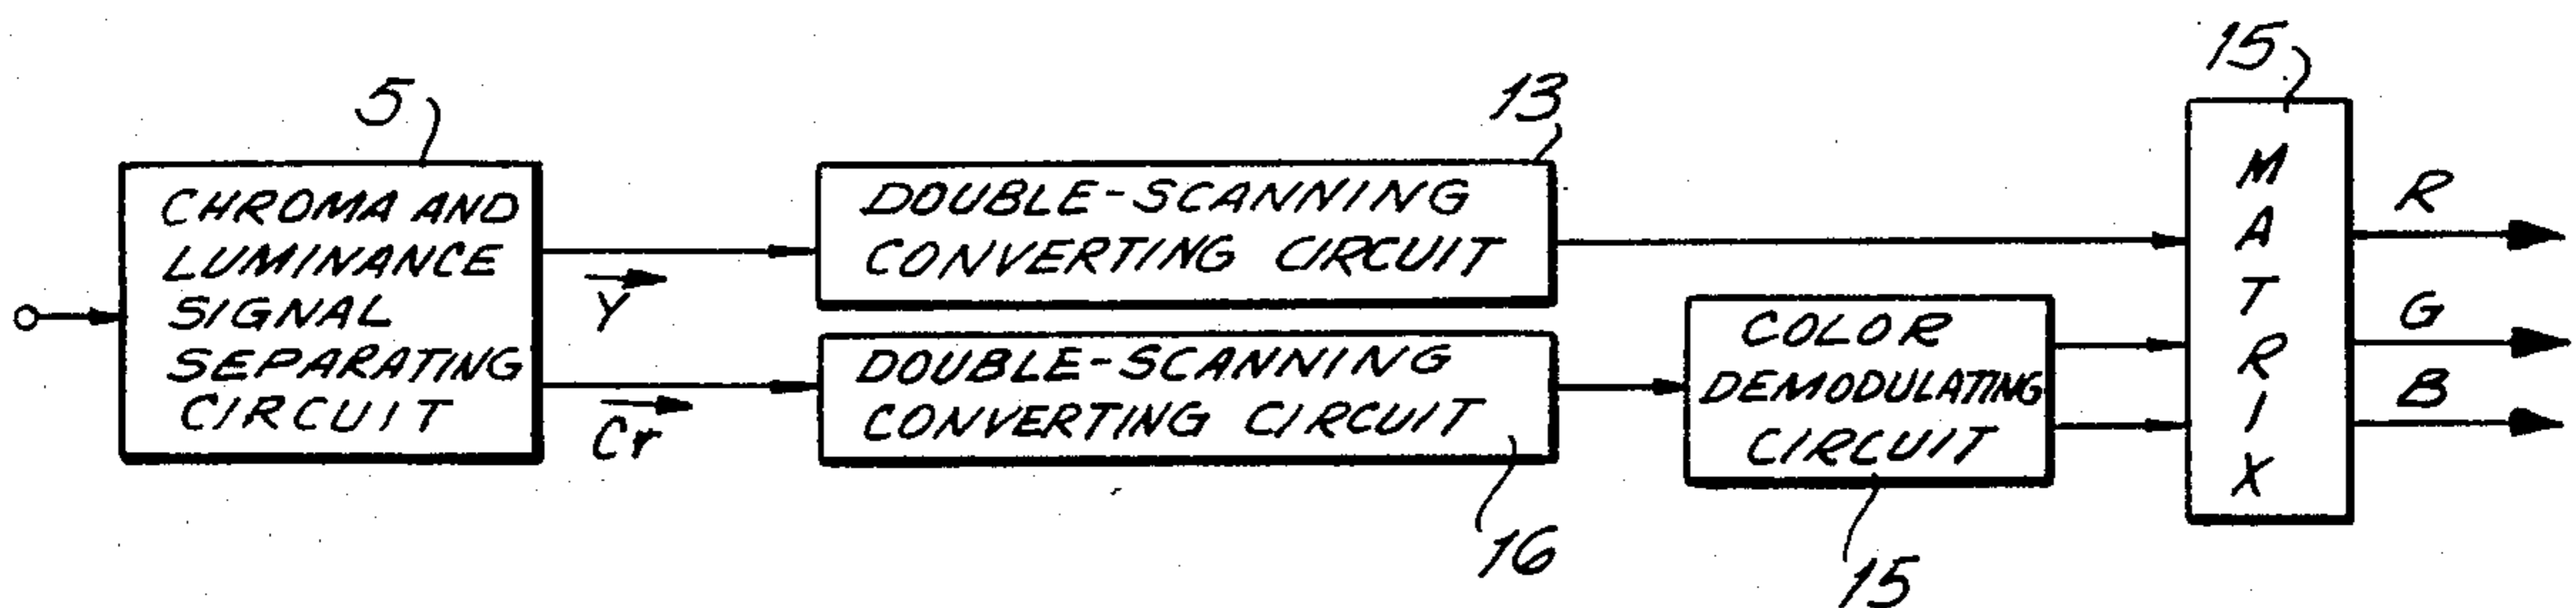 5
CHROMA AND
LUMINANCE
SIGNAL
SEPARATING
CIRCUIT
Y
Cr
13
DOUBLE-SCANNING
CONVERTING CIRCUIT
DOUBLE-SCANNING
CONVERTING CIRCUIT
16
COLOR
DEMODULATING
CIRCUIT
15
15
MATRIX
R
G
B